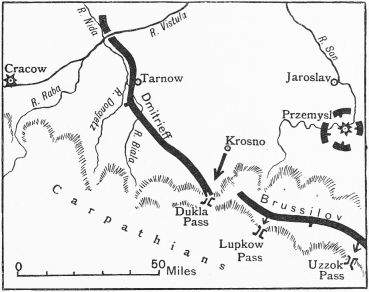 R. Nida
R. Vistula
R. San
Cracow
Tarnow
Jaroslav
R. Raba
R. Donajetz
Dmitrieff
Przemysl
R. Biala
Krosno
Carpathians
Dukla
Pass
Brussilov
Lupkow
Pass
Uzzok
Pass
0 50
Miles